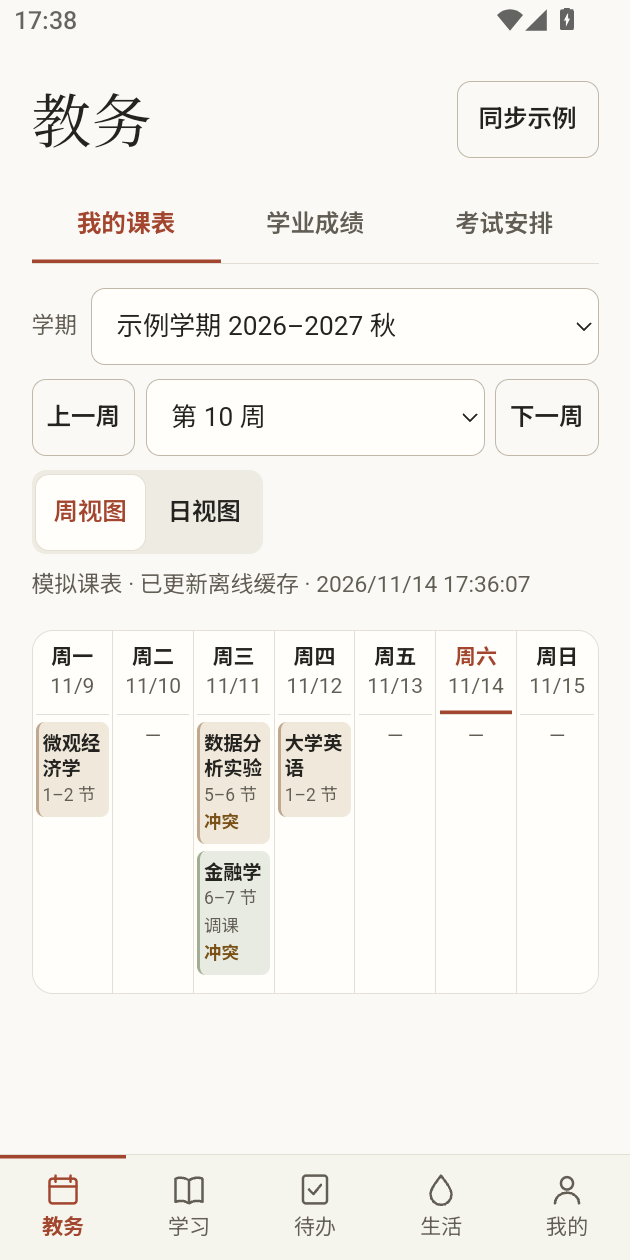 17:38
教务
同步示例
我的课表
学业成绩
考试安排
学期
示例学期 2026–2027 秋
上一周
第 10 周
下一周
周视图
日视图
模拟课表 · 已更新离线缓存 · 2026/11/14 17:36:07
周一
11/9
周二
11/10
周三
11/11
周四
11/12
周五
11/13
周六
11/14
周日
11/15
微观经
济学
1–2 节
—
数据分
析实验
5–6 节
冲突
金融学
6–7 节
调课
冲突
大学英
语
1–2 节
—
—
—
教务
学习
待办
生活
我的